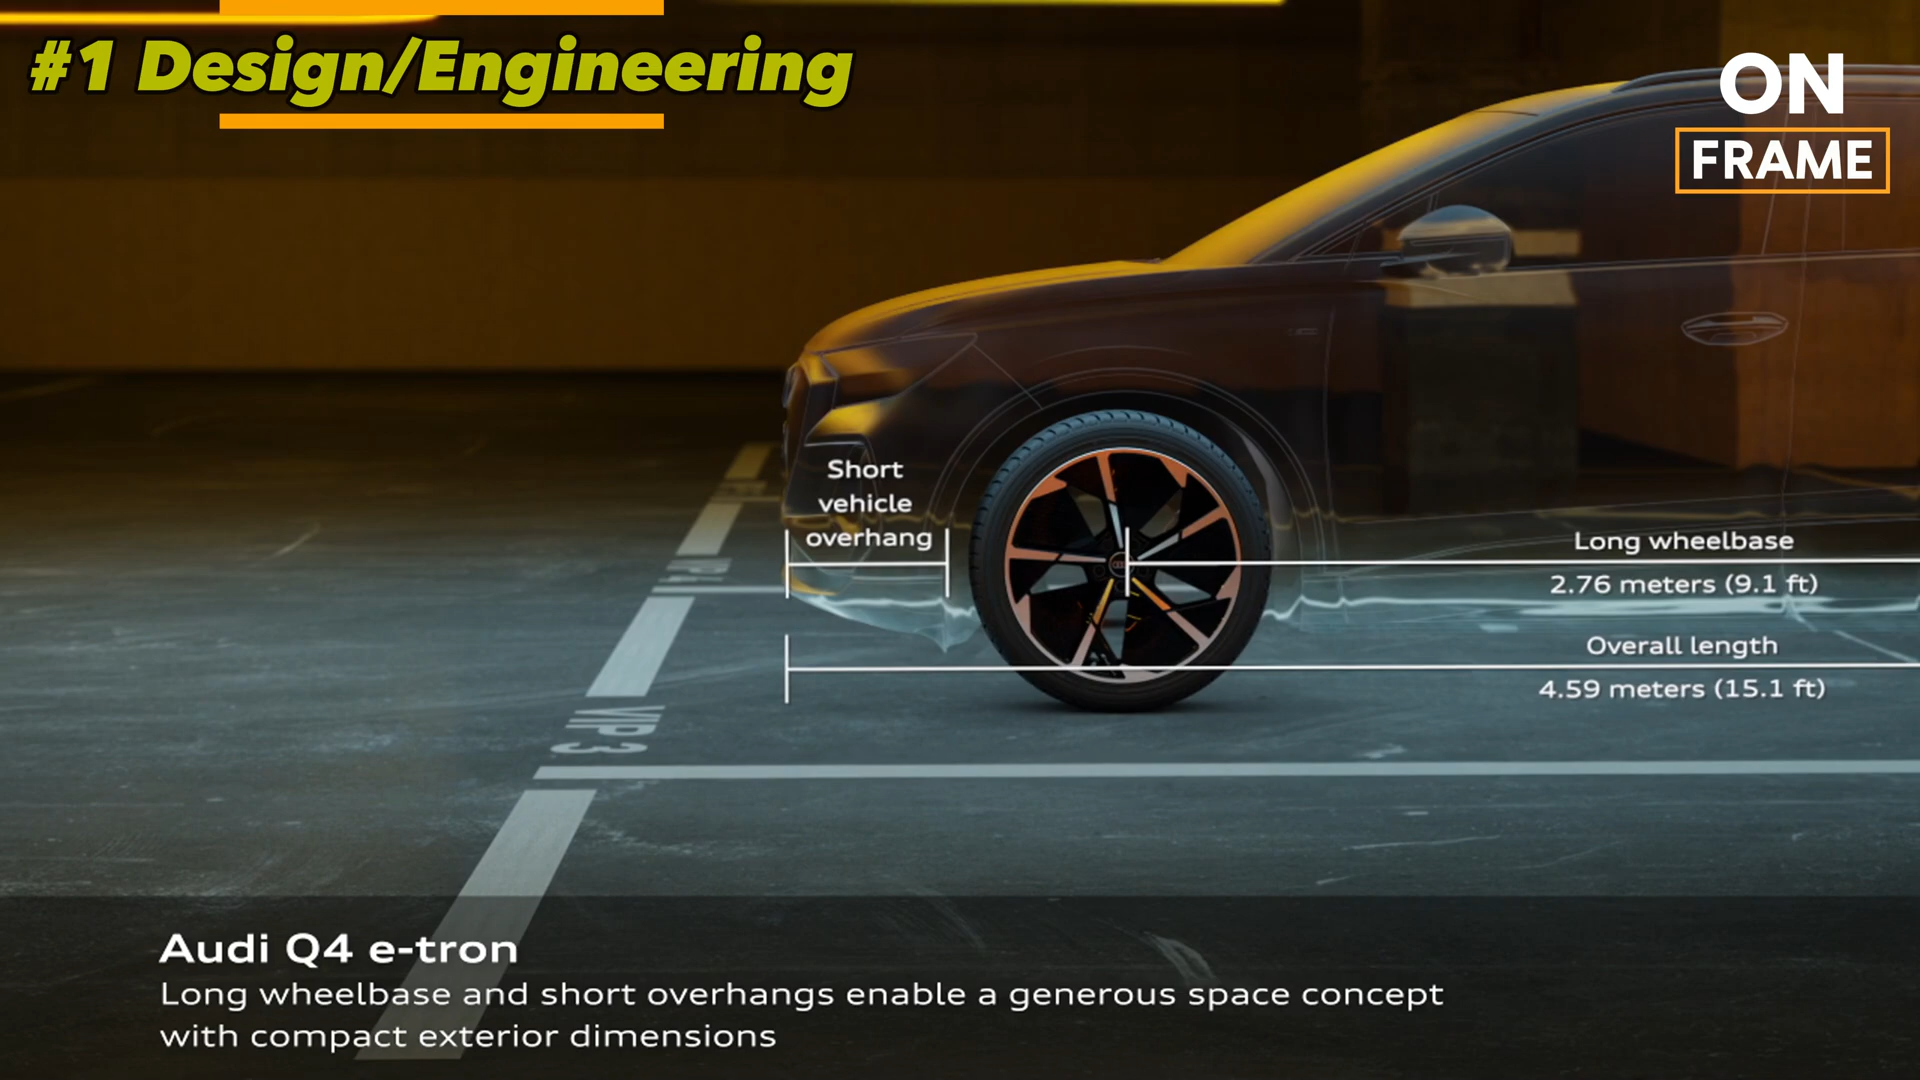 #1 Design/Engineering
ON
FRAME
Short
vehicle
overhang
Long wheelbase
2.76 meters (9.1 ft)
Overall length
4.59 meters (15.1 ft)
VIP 3
Audi Q4 e-tron
Long wheelbase and short overhangs enable a generous space concept
with compact exterior dimensions